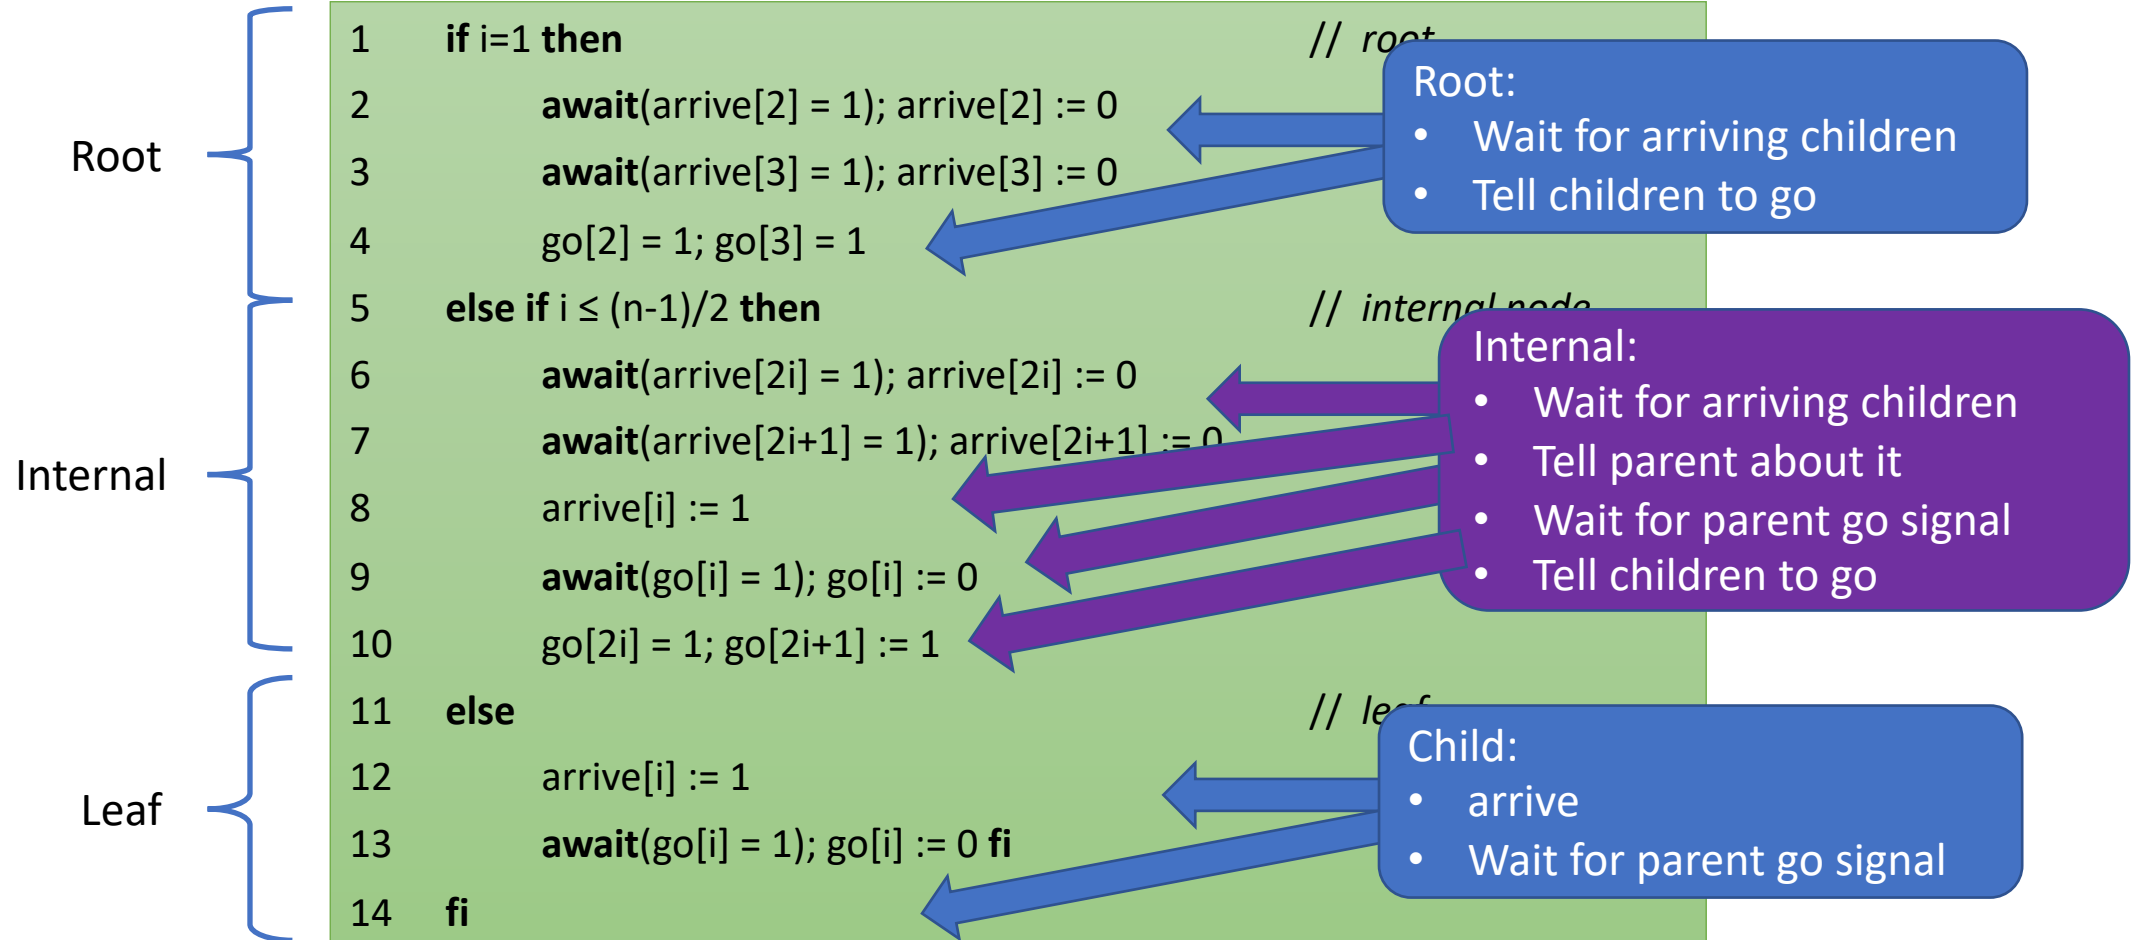 1 if i=1 then // root
2 await(arrive[2] = 1); arrive[2] := 0
3 await(arrive[3] = 1); arrive[3] := 0
4 go[2] = 1; go[3] = 1
5 else if i ≤ (n-1)/2 then // internal node
6 await(arrive[2i] = 1); arrive[2i] := 0
7 await(arrive[2i+1] = 1); arrive[2i+1] := 0
8 arrive[i] := 1
9 await(go[i] = 1); go[i] := 0
10 go[2i] = 1; go[2i+1] := 1
11 else // leaf
12 arrive[i] := 1
13 await(go[i] = 1); go[i] := 0 fi
14 fi
Root
Internal
Leaf
Root:
• Wait for arriving children
• Tell children to go
Internal:
• Wait for arriving children
• Tell parent about it
• Wait for parent go signal
• Tell children to go
Child:
• arrive
• Wait for parent go signal